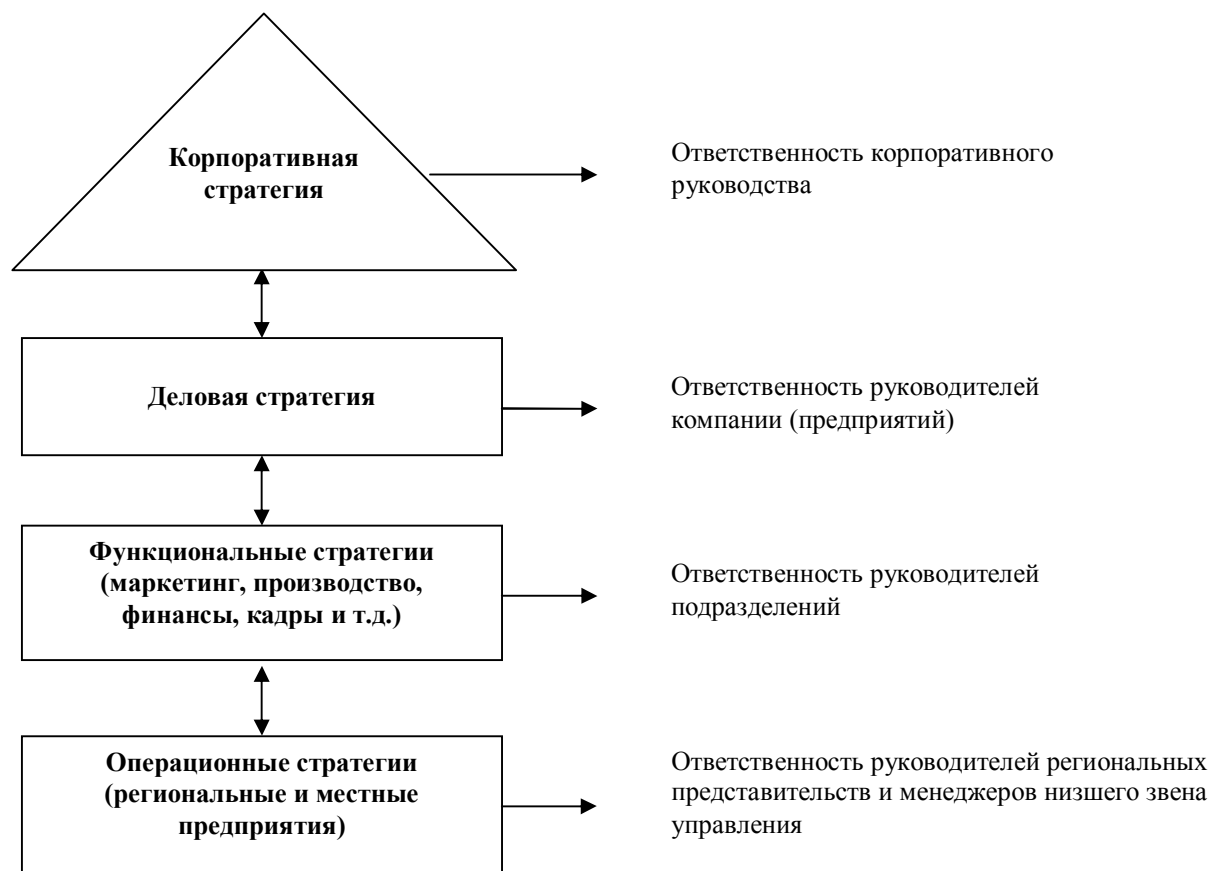 Корпоративная
стратегия
Ответственность корпоративного
руководства
Деловая стратегия
Ответственность руководителей
компании (предприятий)
Функциональные стратегии
(маркетинг, производство,
финансы, кадры и т.д.)
Ответственность руководителей
подразделений
Операционные стратегии
(региональные и местные
предприятия)
Ответственность руководителей региональных
представительств и менеджеров низшего звена
управления